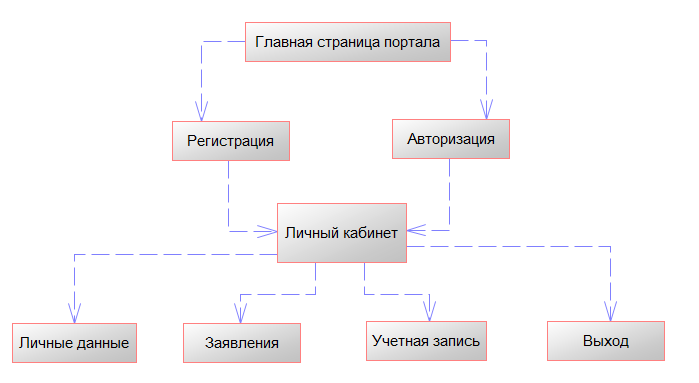 Главная страница портала
Регистрация
Авторизация
Личный кабинет
Личные данные
Заявления
Учетная запись
Выход